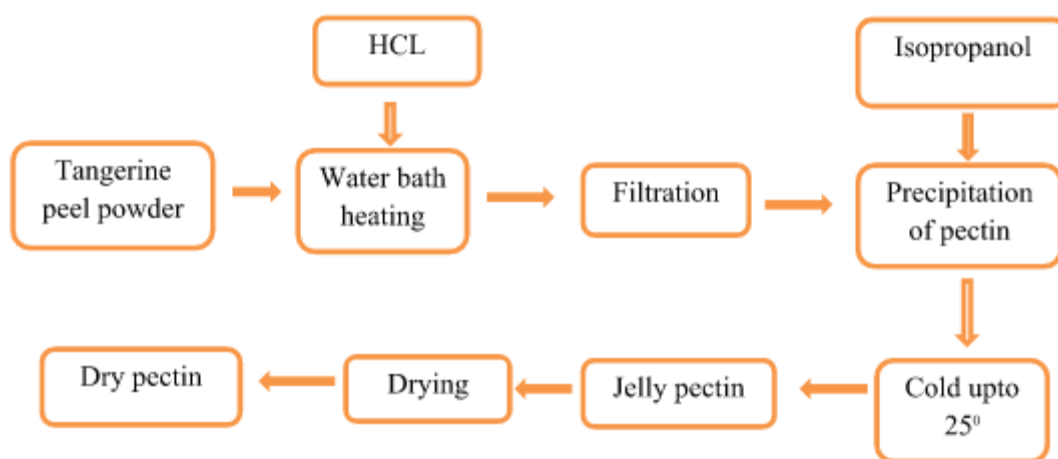 HCL
Isopropanol
Tangerine
peel powder
Water bath
heating
Filtration
Precipitation
of pectin
Dry pectin
Drying
Jelly pectin
Cold upto
25⁰